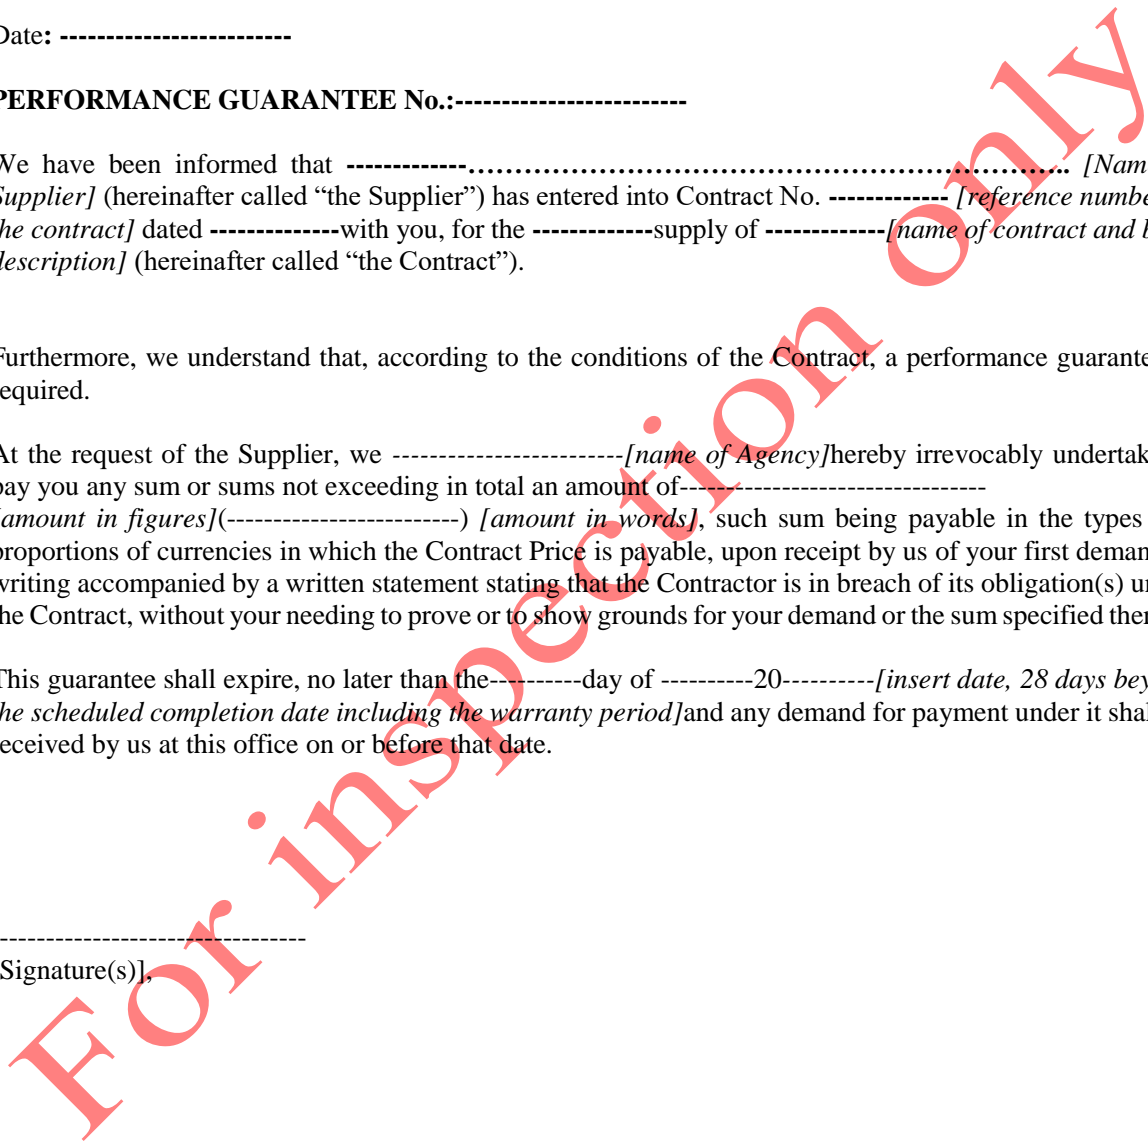 Date: -------------------------
PERFORMANCE GUARANTEE No.:-------------------------
We have been informed that -------------……………………………………………………………….. [Nam
Supplier] (hereinafter called “the Supplier”) has entered into Contract No. ------------- [reference numbe
the contract] dated --------------with you, for the -------------supply of -------------[name of contract and b
description] (hereinafter called “the Contract”).
Furthermore, we understand that, according to the conditions of the Contract, a performance guarante
required.
At the request of the Supplier, we -------------------------[name of Agency]hereby irrevocably undertak
pay you any sum or sums not exceeding in total an amount of---------------------------------
[amount in figures](-------------------------) [amount in words], such sum being payable in the types
proportions of currencies in which the Contract Price is payable, upon receipt by us of your first deman
writing accompanied by a written statement stating that the Contractor is in breach of its obligation(s) u
the Contract, without your needing to prove or to show grounds for your demand or the sum specified ther
This guarantee shall expire, no later than the----------day of ----------20----------[insert date, 28 days bey
the scheduled completion date including the warranty period]and any demand for payment under it shal
received by us at this office on or before that date.
---------------------------------
[Signature(s)],
For inspection only